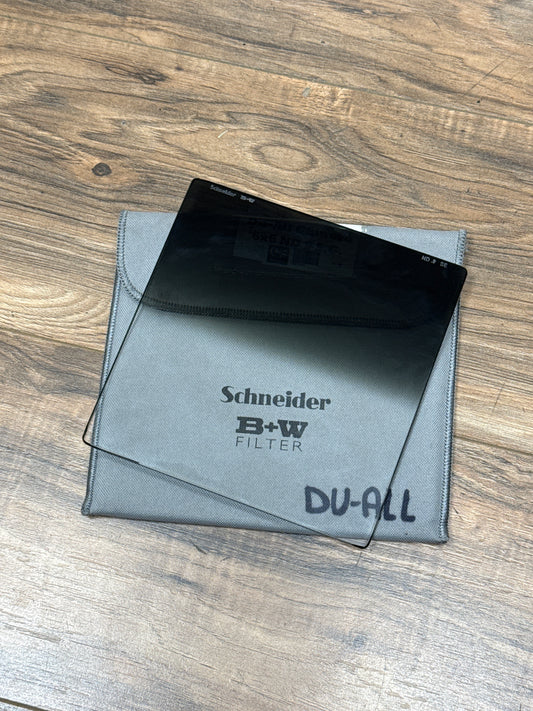 Schneider B+W
ND .9 SE
Schneider
B+W
FILTER
DU-ALL